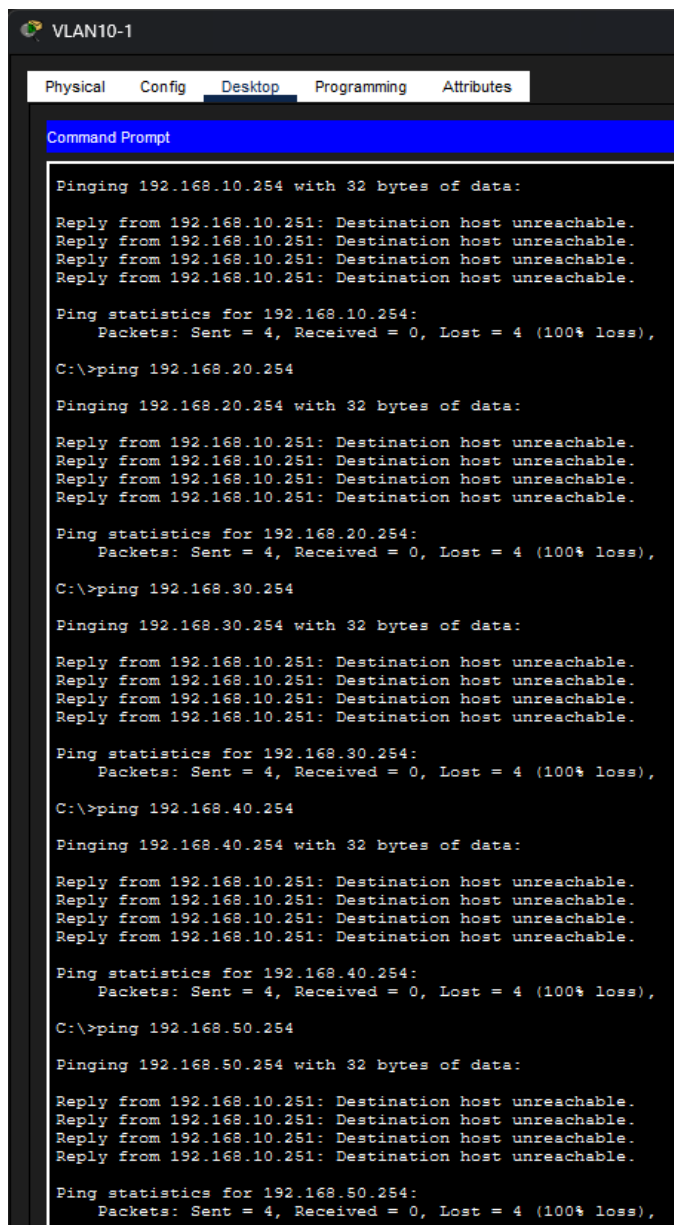 VLAN10-1
Physical Config Desktop Programming Attributes
Command Prompt
Pinging 192.168.10.254 with 32 bytes of data:
Reply from 192.168.10.251: Destination host unreachable.
Reply from 192.168.10.251: Destination host unreachable.
Reply from 192.168.10.251: Destination host unreachable.
Reply from 192.168.10.251: Destination host unreachable.
Ping statistics for 192.168.10.254:
Packets: Sent = 4, Received = 0, Lost = 4 (100% loss),
C:\>ping 192.168.20.254
Pinging 192.168.20.254 with 32 bytes of data:
Reply from 192.168.10.251: Destination host unreachable.
Reply from 192.168.10.251: Destination host unreachable.
Reply from 192.168.10.251: Destination host unreachable.
Reply from 192.168.10.251: Destination host unreachable.
Ping statistics for 192.168.20.254:
Packets: Sent = 4, Received = 0, Lost = 4 (100% loss),
C:\>ping 192.168.30.254
Pinging 192.168.30.254 with 32 bytes of data:
Reply from 192.168.10.251: Destination host unreachable.
Reply from 192.168.10.251: Destination host unreachable.
Reply from 192.168.10.251: Destination host unreachable.
Reply from 192.168.10.251: Destination host unreachable.
Ping statistics for 192.168.30.254:
Packets: Sent = 4, Received = 0, Lost = 4 (100% loss),
C:\>ping 192.168.40.254
Pinging 192.168.40.254 with 32 bytes of data:
Reply from 192.168.10.251: Destination host unreachable.
Reply from 192.168.10.251: Destination host unreachable.
Reply from 192.168.10.251: Destination host unreachable.
Reply from 192.168.10.251: Destination host unreachable.
Ping statistics for 192.168.40.254:
Packets: Sent = 4, Received = 0, Lost = 4 (100% loss),
C:\>ping 192.168.50.254
Pinging 192.168.50.254 with 32 bytes of data:
Reply from 192.168.10.251: Destination host unreachable.
Reply from 192.168.10.251: Destination host unreachable.
Reply from 192.168.10.251: Destination host unreachable.
Reply from 192.168.10.251: Destination host unreachable.
Ping statistics for 192.168.50.254:
Packets: Sent = 4, Received = 0, Lost = 4 (100% loss),